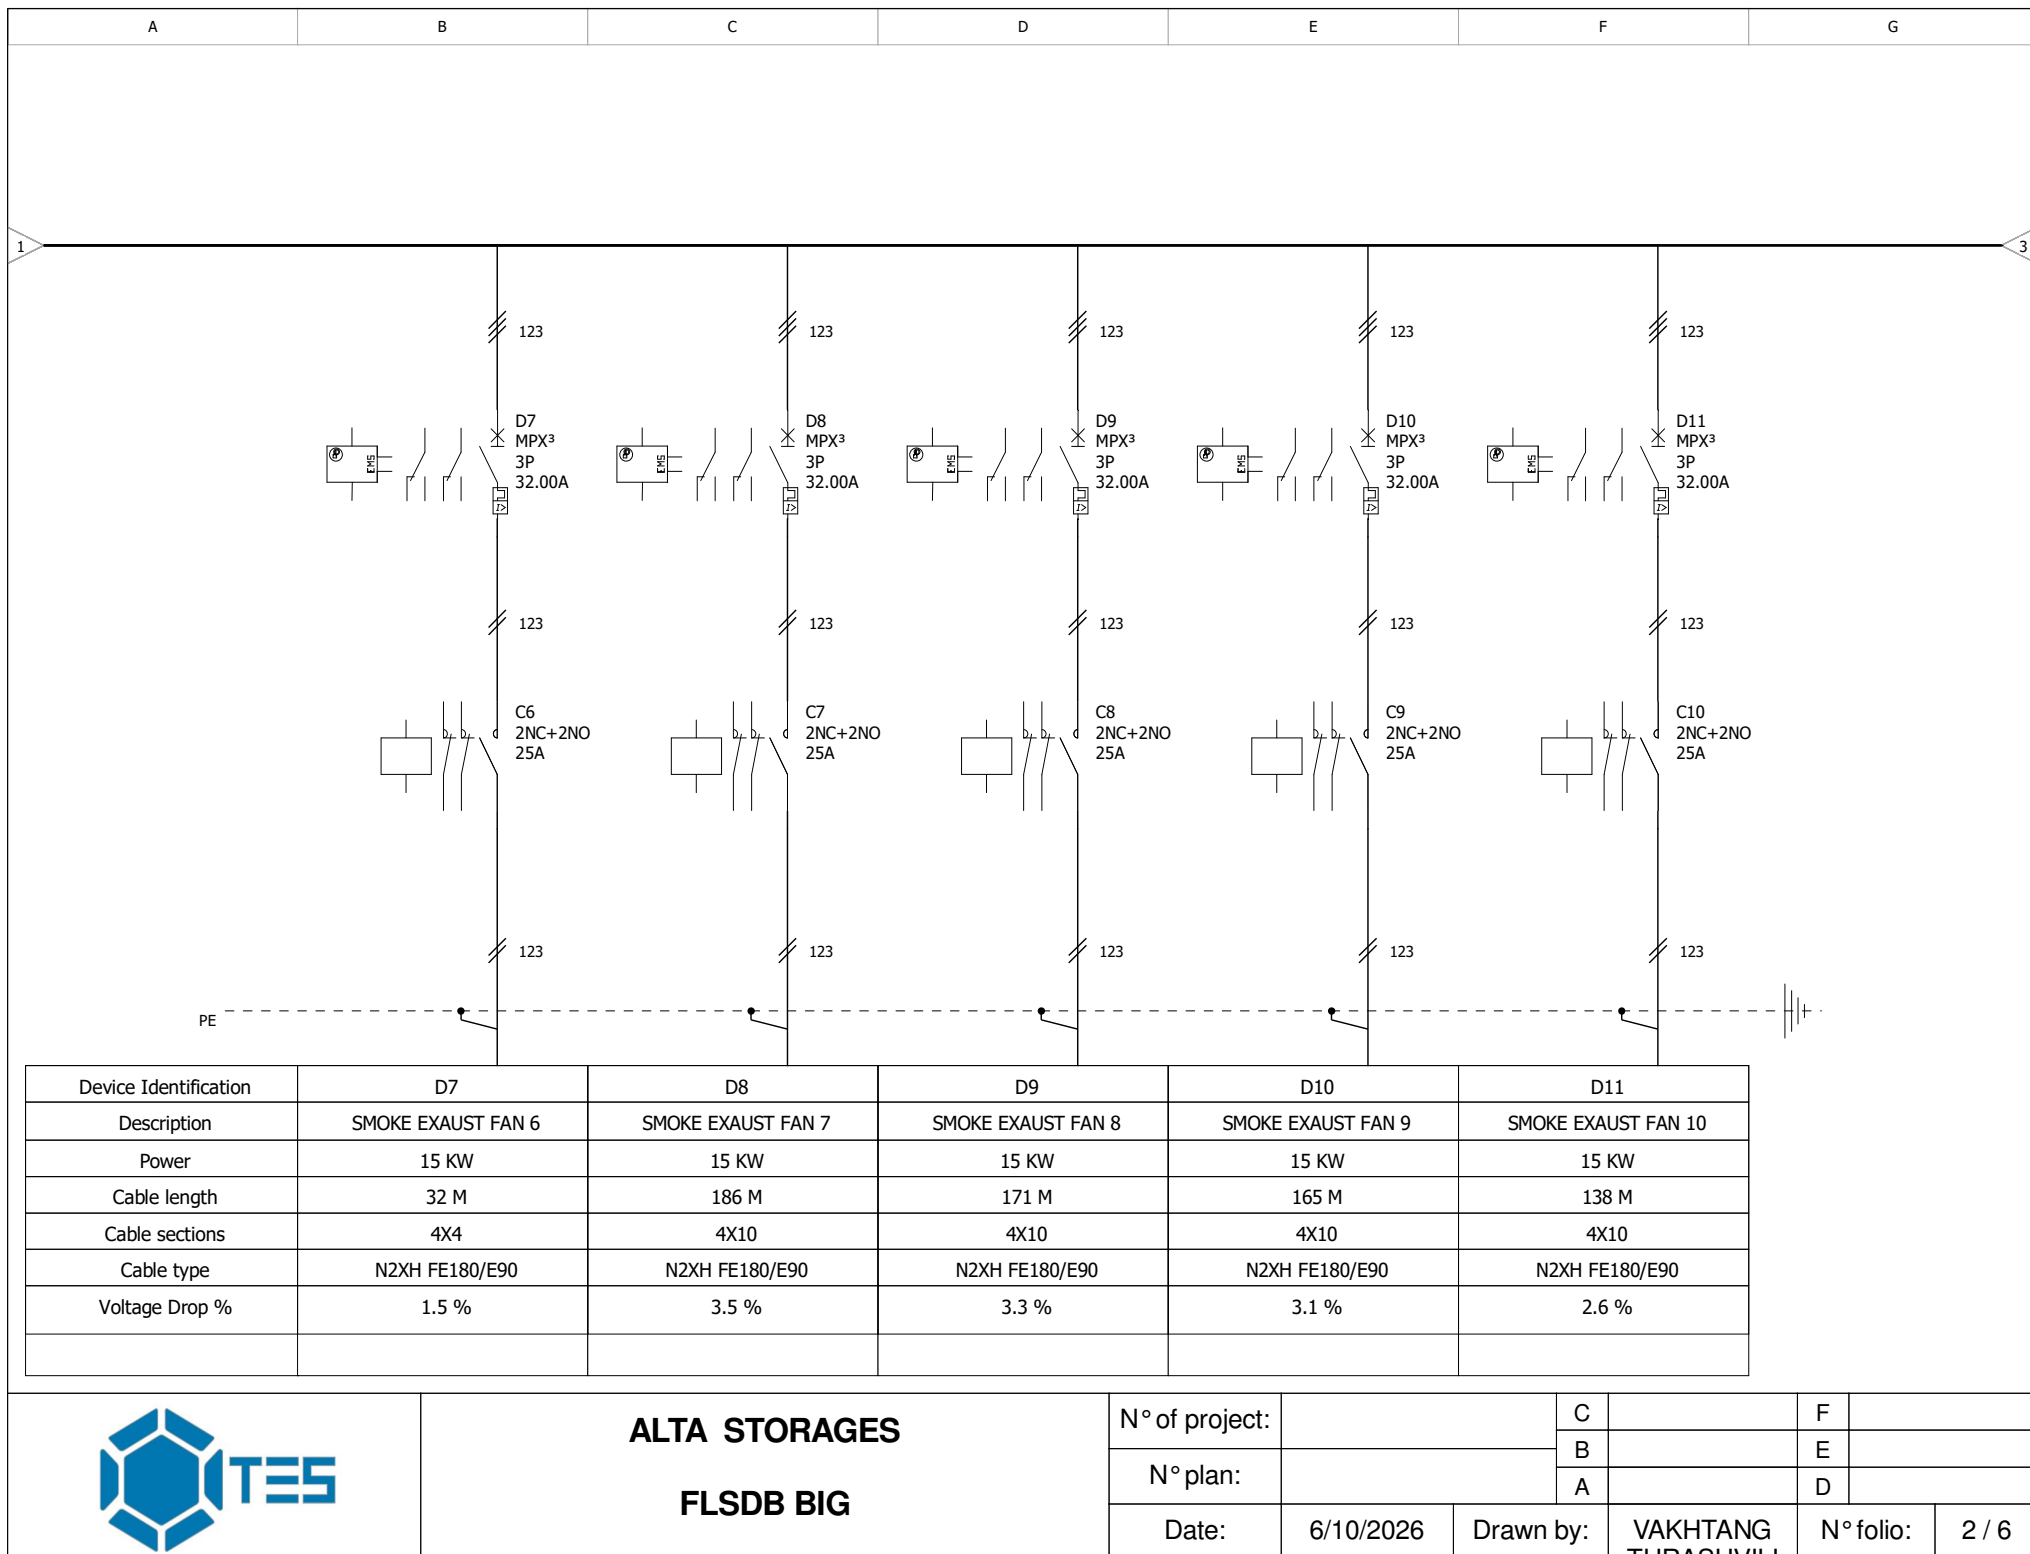 A B C D E F G
1 3
123 123 123 123 123
D7 D8 D9 D10 D11
MPX³ MPX³ MPX³ MPX³ MPX³
3P 3P 3P 3P 3P
EMS EMS EMS EMS EMS
32.00A 32.00A 32.00A 32.00A 32.00A
I> I> I> I> I>
123 123 123 123 123
C6 C7 C8 C9 C10
2NC+2NO 2NC+2NO 2NC+2NO 2NC+2NO 2NC+2NO
25A 25A 25A 25A 25A
123 123 123 123 123
PE
Device Identification D7 D8 D9 D10 D11
Description SMOKE EXAUST FAN 6 SMOKE EXAUST FAN 7 SMOKE EXAUST FAN 8 SMOKE EXAUST FAN 9 SMOKE EXAUST FAN 10
Power 15 KW 15 KW 15 KW 15 KW 15 KW
Cable length 32 M 186 M 171 M 165 M 138 M
Cable sections 4X4 4X10 4X10 4X10 4X10
Cable type N2XH FE180/E90 N2XH FE180/E90 N2XH FE180/E90 N2XH FE180/E90 N2XH FE180/E90
Voltage Drop % 1.5 % 3.5 % 3.3 % 3.1 % 2.6 %
TES
ALTA STORAGES
FLSDB BIG
N° of project: C F
B E
N° plan:
A D
Date: 6/10/2026 Drawn by: VAKHTANG N° folio: 2 / 6